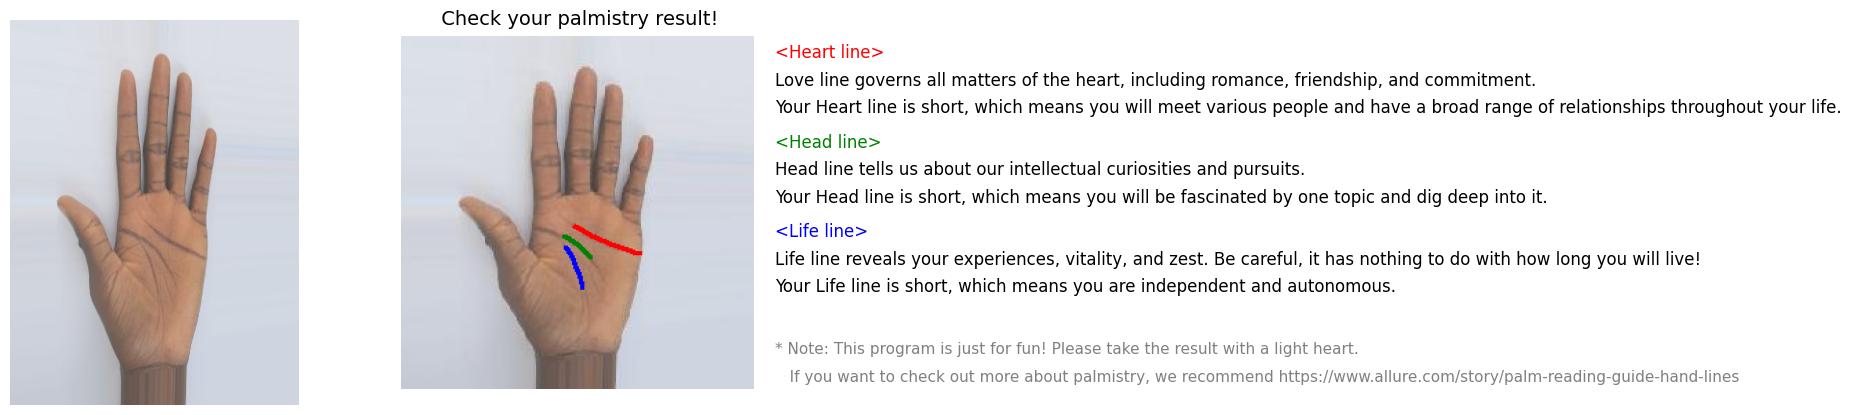 Check your palmistry result!
<Heart line>
Love line governs all matters of the heart, including romance, friendship, and commitment.
Your Heart line is short, which means you will meet various people and have a broad range of relationships throughout your life.
<Head line>
Head line tells us about our intellectual curiosities and pursuits.
Your Head line is short, which means you will be fascinated by one topic and dig deep into it.
<Life line>
Life line reveals your experiences, vitality, and zest. Be careful, it has nothing to do with how long you will live!
Your Life line is short, which means you are independent and autonomous.
* Note: This program is just for fun! Please take the result with a light heart.
If you want to check out more about palmistry, we recommend https://www.allure.com/story/palm-reading-guide-hand-lines